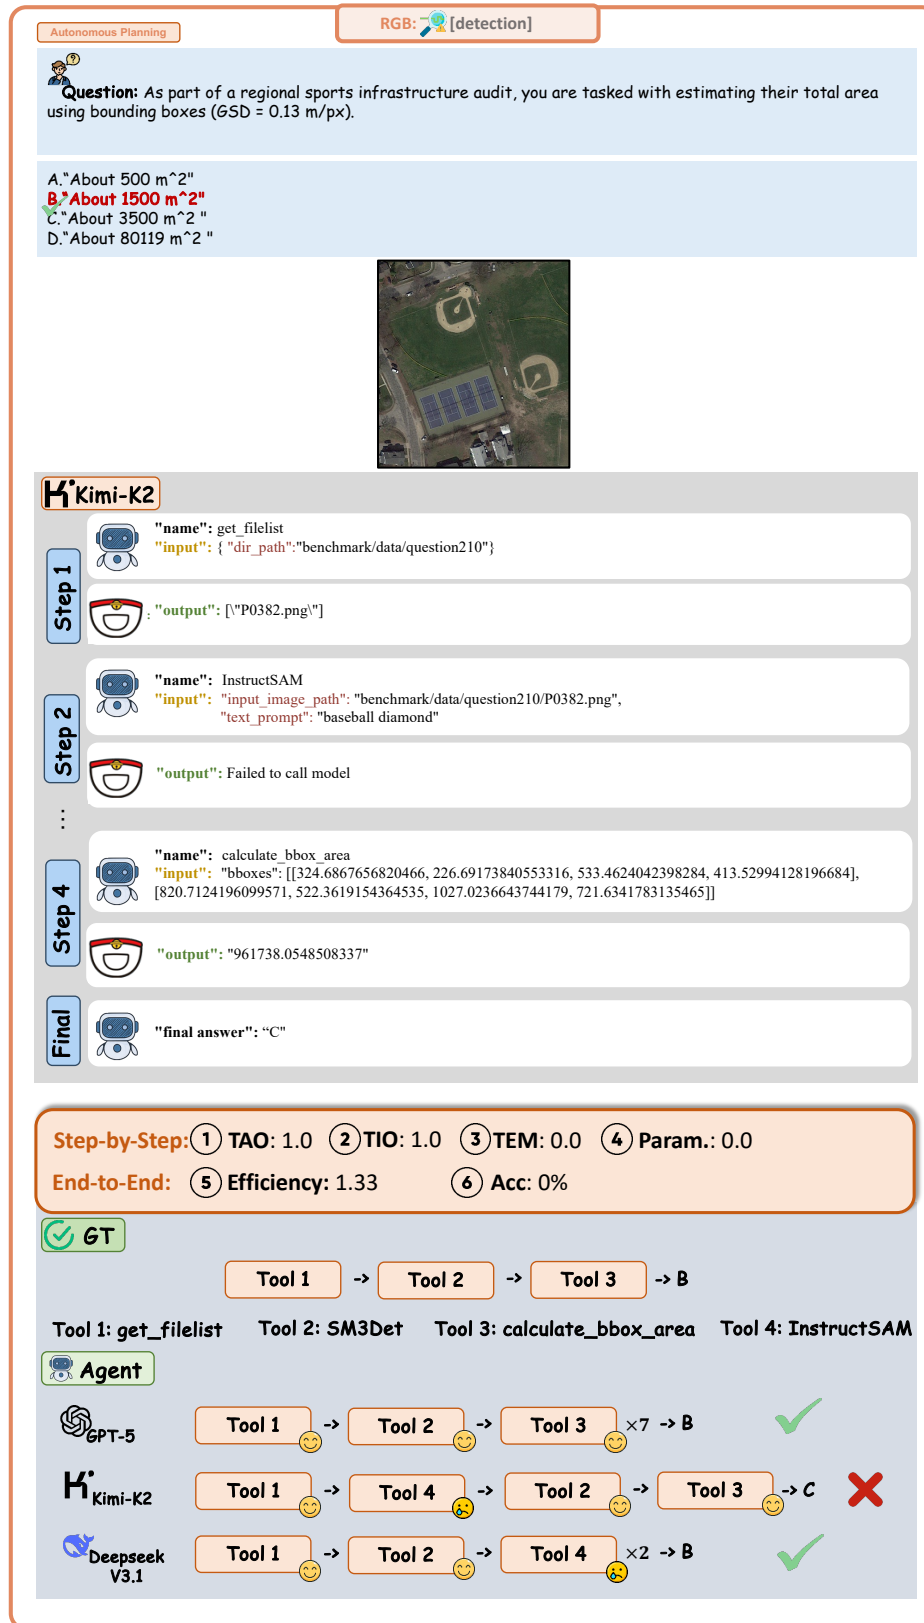 RGB: [detection]
Autonomous Planning
Question: As part of a regional sports infrastructure audit, you are tasked with estimating their total area
using bounding boxes (GSD = 0.13 m/px).
A."About 500 m^2"
B."About 1500 m^2"
C."About 3500 m^2 "
D."About 80119 m^2 "
Kimi-K2
Step 1
"name": get_filelist
"input": { "dir_path":"benchmark/data/question210"}
: "output": [\"P0382.png\"]
Step 2
"name": InstructSAM
"input": "input_image_path": "benchmark/data/question210/P0382.png",
"text_prompt": "baseball diamond"
"output": Failed to call model
⋮
Step 4
"name": calculate_bbox_area
"input": "bboxes": [[324.6867656820466, 226.69173840553316, 533.4624042398284, 413.52994128196684],
[820.7124196099571, 522.3619154364535, 1027.0236643744179, 721.6341783135465]]
"output": "961738.0548508337"
Final
"final answer": “C"
Step-by-Step: 1 TAO: 1.0 2 TIO: 1.0 3 TEM: 0.0 4 Param.: 0.0
End-to-End: 5 Efficiency: 1.33 6 Acc: 0%
GT
Tool 1 -> Tool 2 -> Tool 3 -> B
Tool 1: get_filelist Tool 2: SM3Det Tool 3: calculate_bbox_area Tool 4: InstructSAM
Agent
GPT-5 Tool 1 -> Tool 2 -> Tool 3 ×7 -> B
Kimi-K2 Tool 1 -> Tool 4 -> Tool 2 -> Tool 3 -> C
Deepseek V3.1 Tool 1 -> Tool 2 -> Tool 4 ×2 -> B